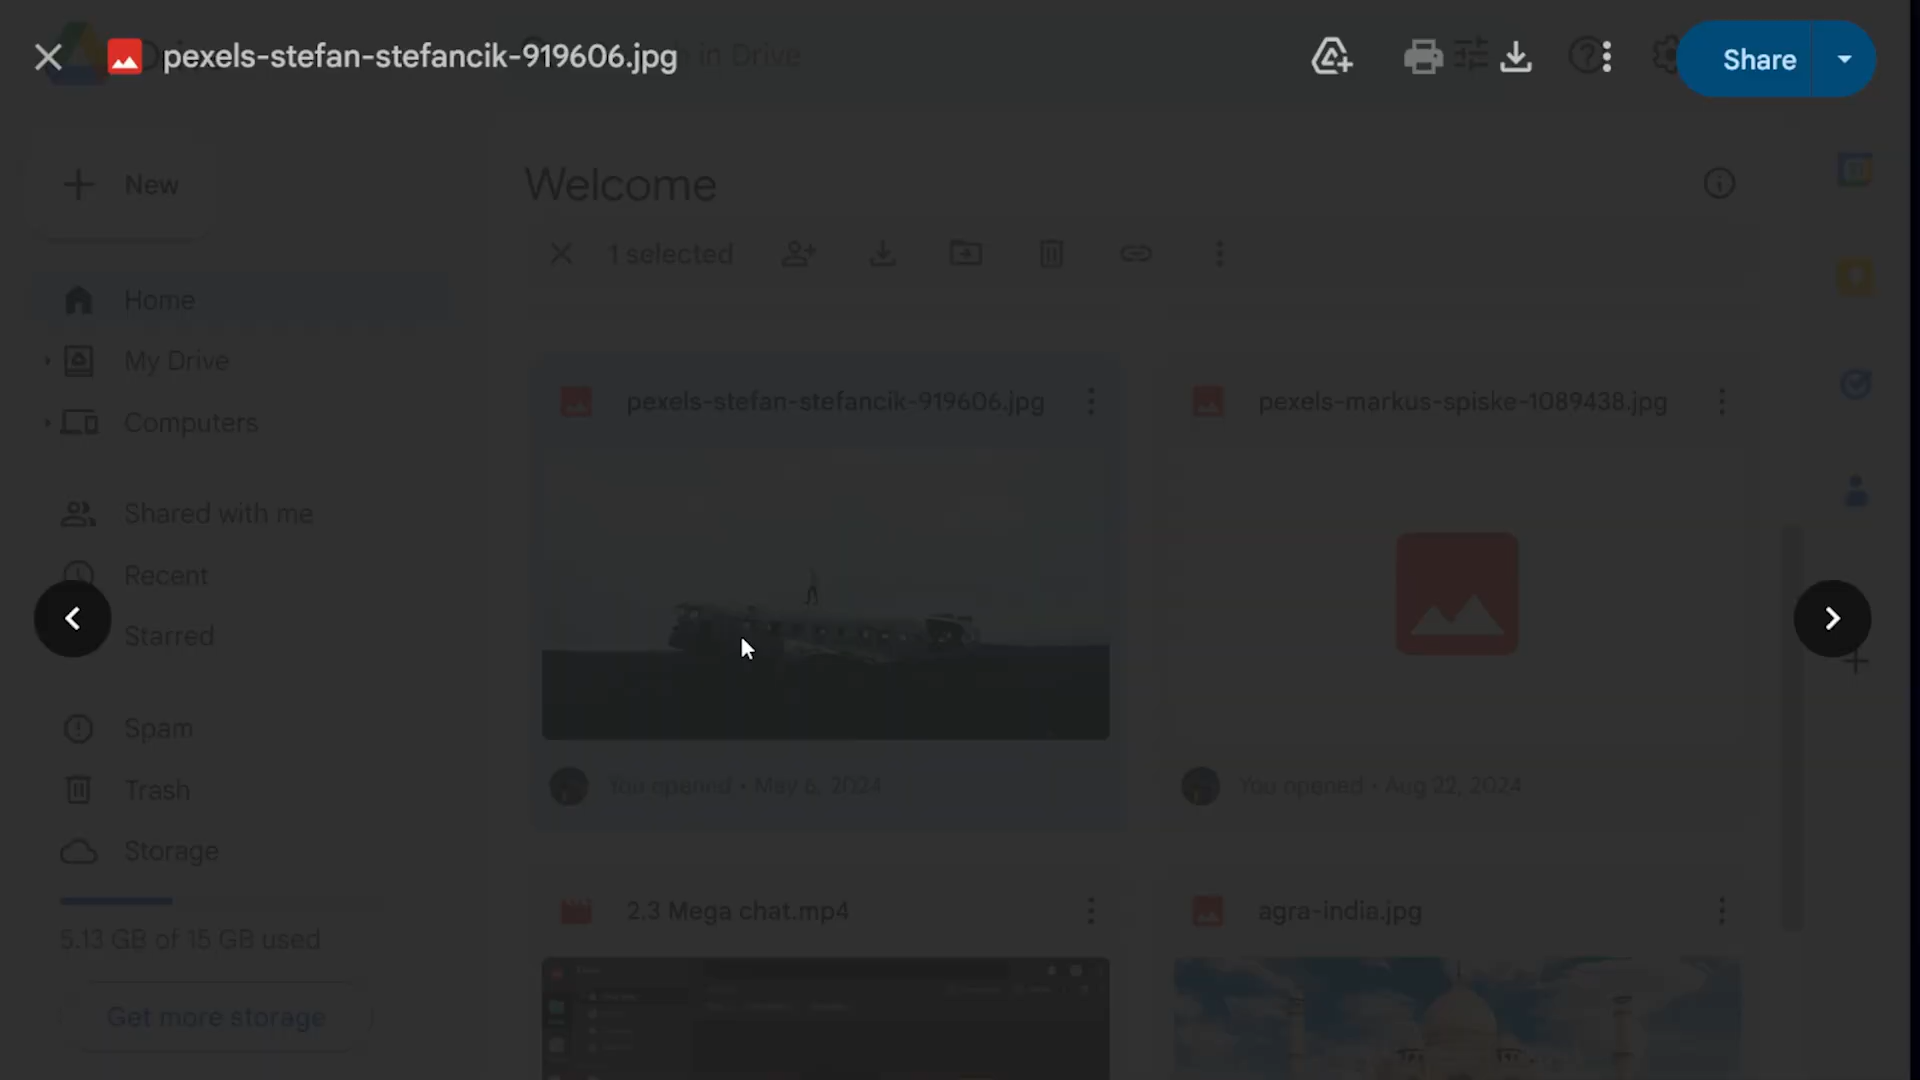 pexels-stefan-stefancik-919606.jpg
in Drive
Share
New
Welcome
1 selected
Home
My Drive
Computers
pexels-stefan-stefancik-919606.jpg
pexels-markus-spiske-1089438.jpg
Shared with me
Recent
Starred
Spam
Trash
You opened • May 6, 2024
You opened • Aug 22, 2024
Storage
2.3 Mega chat.mp4
agra-india.jpg
5.13 GB of 15 GB used
Get more storage